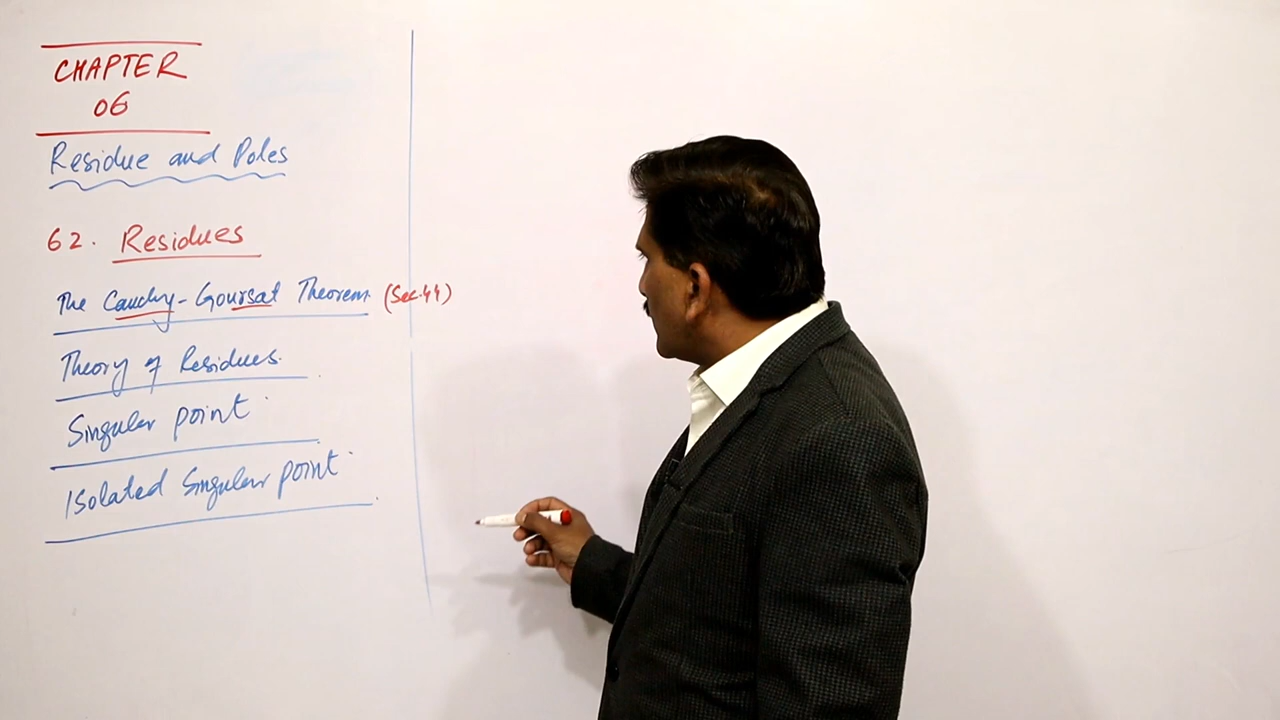 CHAPTER
06
Residue and Poles
62. Residues
The Cauchy-Goursat Theorem (Sec.44)
Theory of Residues.
Singular point
Isolated Singular point